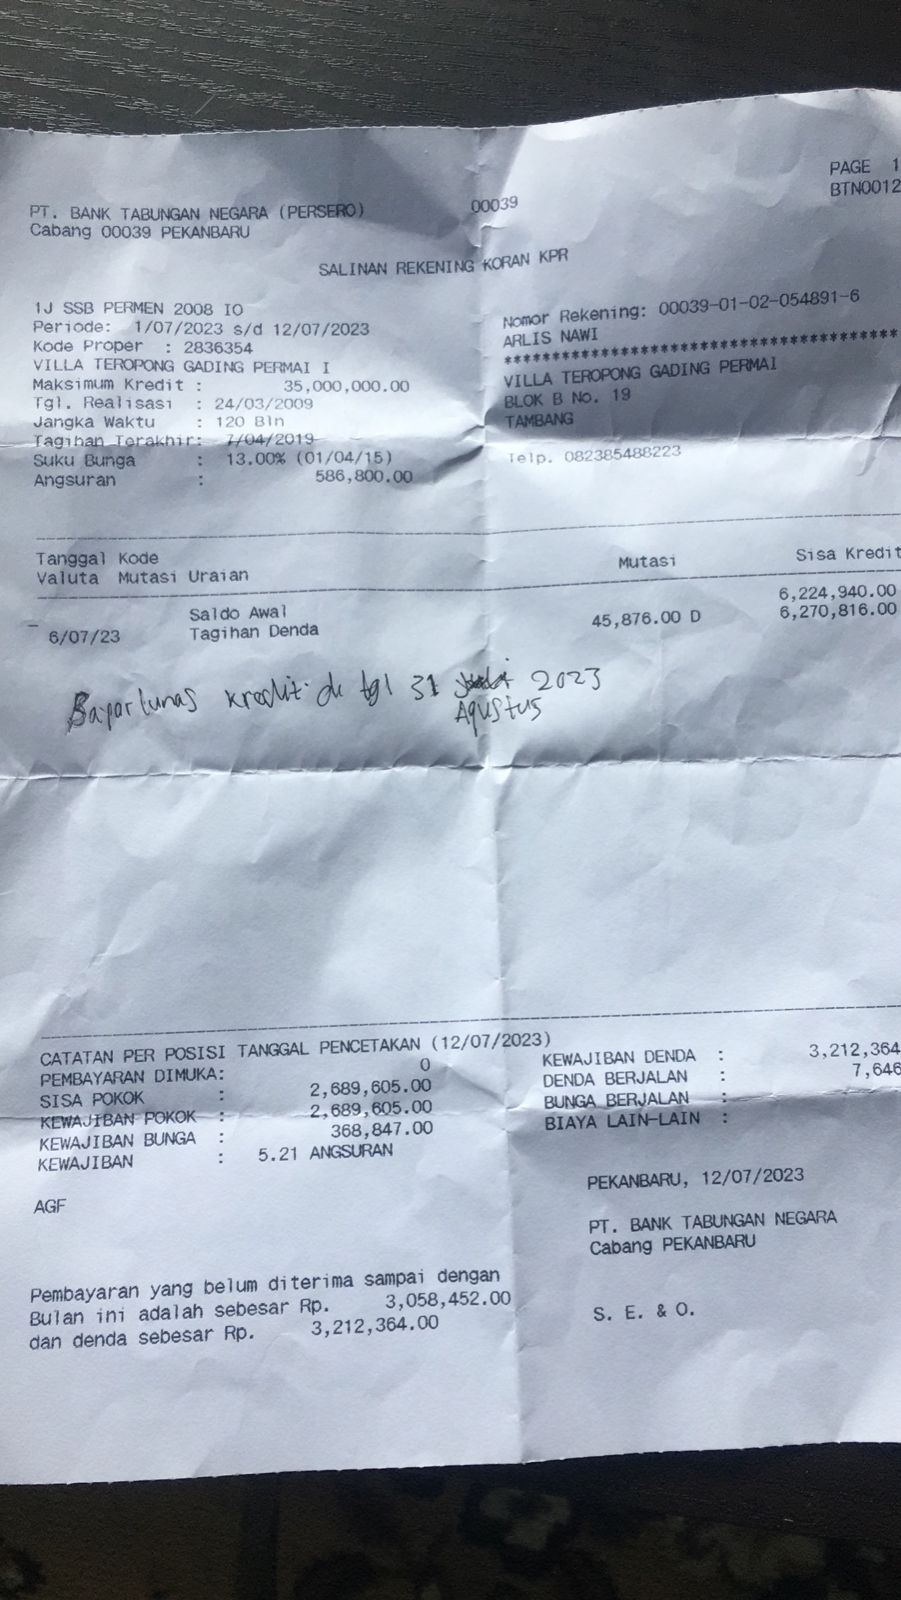 PAGE 1
BTN0012
PT. BANK TABUNGAN NEGARA (PERSERO) 00039
Cabang 00039 PEKANBARU
SALINAN REKENING KORAN KPR
1J SSB PERMEN 2008 IO
Periode: 1/07/2023 s/d 12/07/2023
Kode Proper : 2836354
VILLA TEROPONG GADING PERMAI I
Maksimum Kredit : 35,000,000.00
Tgl. Realisasi : 24/03/2009
Jangka Waktu : 120 Bln
Tagihan Terakhir: 7/04/2019
Suku Bunga : 13.00% (01/04/15)
Angsuran : 586,800.00
Nomor Rekening: 00039-01-02-054891-6
ARLIS NAWI
****************************************
VILLA TEROPONG GADING PERMAI
BLOK B No. 19
TAMBANG
Telp. 082385488223
Tanggal Kode
Valuta Mutasi Uraian Mutasi Sisa Kredit
Saldo Awal 6,224,940.00
6/07/23 Tagihan Denda 45,876.00 D 6,270,816.00
Bayar lunas kredit di tgl 31 2023
Agustus
CATATAN PER POSISI TANGGAL PENCETAKAN (12/07/2023)
PEMBAYARAN DIMUKA: 0
SISA POKOK : 2,689,605.00
KEWAJIBAN POKOK : 2,689,605.00
KEWAJIBAN BUNGA : 368,847.00
KEWAJIBAN : 5.21 ANGSURAN
KEWAJIBAN DENDA : 3,212,364
DENDA BERJALAN : 7,646
BUNGA BERJALAN :
BIAYA LAIN-LAIN :
AGF
PEKANBARU, 12/07/2023
PT. BANK TABUNGAN NEGARA
Cabang PEKANBARU
S. E. & O.
Pembayaran yang belum diterima sampai dengan
Bulan ini adalah sebesar Rp. 3,058,452.00
dan denda sebesar Rp. 3,212,364.00